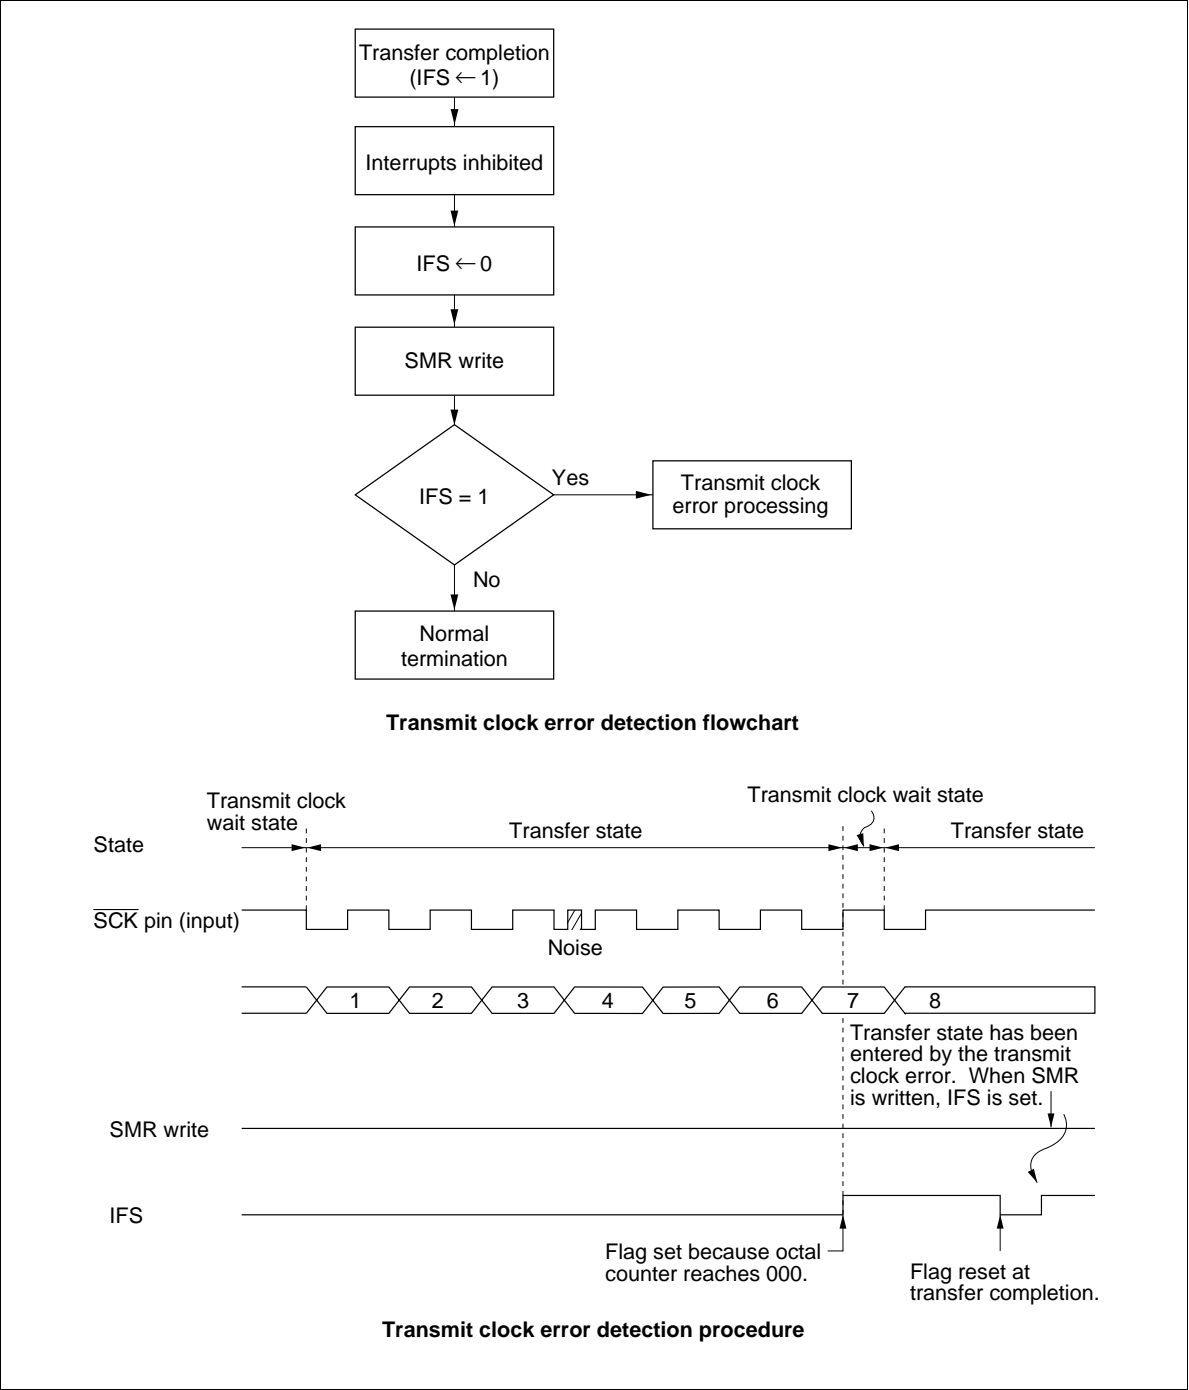 Transfer completion
(IFS ← 1)
Interrupts inhibited
IFS ← 0
SMR write
IFS = 1
Yes
Transmit clock
error processing
No
Normal
termination
Transmit clock error detection flowchart
Transmit clock wait state
Transmit clock
wait state
Transfer state
Transfer state
State
SCK pin (input)
Noise
1 2 3 4 5 6 7 8
Transfer state has been
entered by the transmit
clock error. When SMR
is written, IFS is set.
SMR write
IFS
Flag set because octal
counter reaches 000.
Flag reset at
transfer completion.
Transmit clock error detection procedure